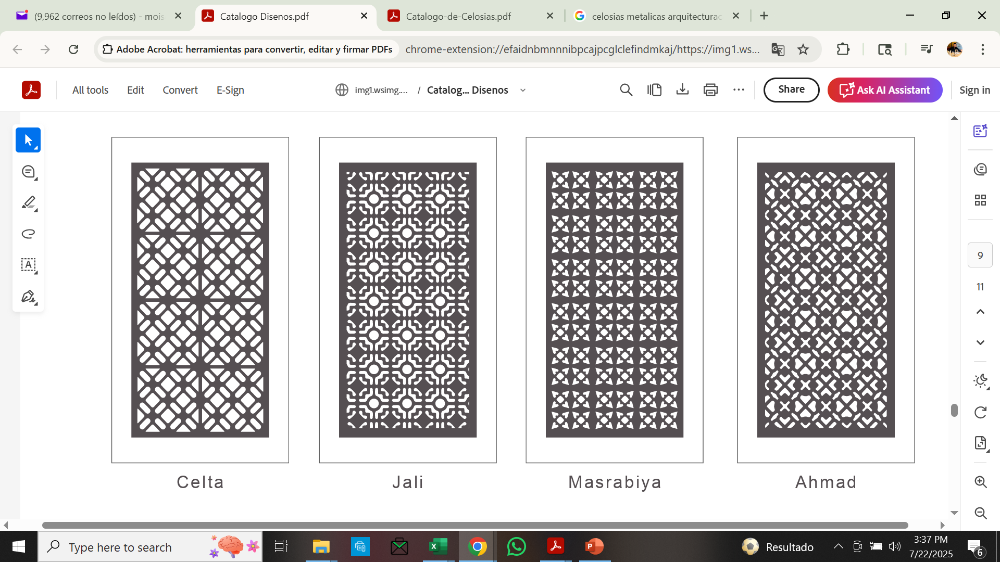 (9,962 correos no leídos) - mois
Catalogo Disenos.pdf
Catalogo-de-Celosias.pdf
celosias metalicas arquitecturac
Adobe Acrobat: herramientas para convertir, editar y firmar PDFs
chrome-extension://efaidnbmnnnibpcajpcglclefindmkaj/https://img1.ws...
All tools
Edit
Convert
E-Sign
img1.wsimg.... / Catalog... Disenos
Share
Ask AI Assistant
Sign in
9
11
Celta
Jali
Masrabiya
Ahmad
Type here to search
Resultado
3:37 PM
7/22/2025
6